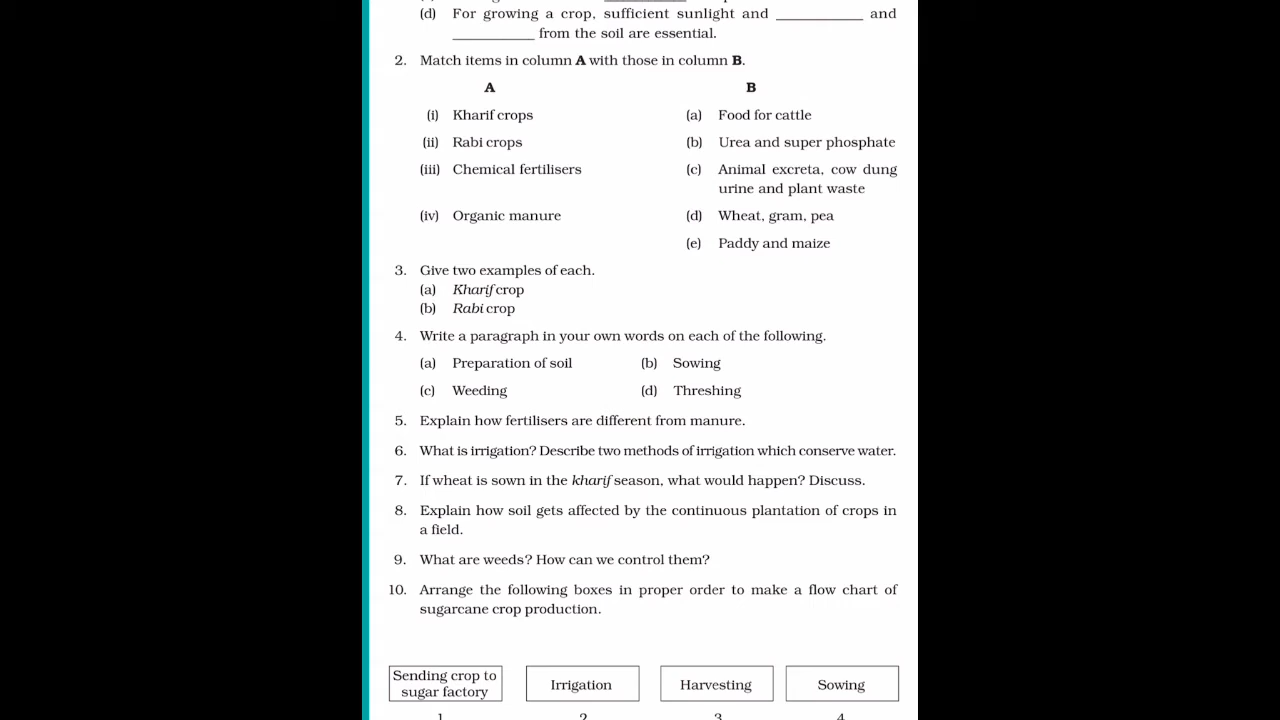 (d) For growing a crop, sufficient sunlight and ____________ and
____________ from the soil are essential.
2. Match items in column A with those in column B.
A B
(i) Kharif crops (a) Food for cattle
(ii) Rabi crops (b) Urea and super phosphate
(iii) Chemical fertilisers (c) Animal excreta, cow dung
urine and plant waste
(iv) Organic manure (d) Wheat, gram, pea
(e) Paddy and maize
3. Give two examples of each.
(a) Kharif crop
(b) Rabi crop
4. Write a paragraph in your own words on each of the following.
(a) Preparation of soil (b) Sowing
(c) Weeding (d) Threshing
5. Explain how fertilisers are different from manure.
6. What is irrigation? Describe two methods of irrigation which conserve water.
7. If wheat is sown in the kharif season, what would happen? Discuss.
8. Explain how soil gets affected by the continuous plantation of crops in
a field.
9. What are weeds? How can we control them?
10. Arrange the following boxes in proper order to make a flow chart of
sugarcane crop production.
Sending crop to
sugar factory Irrigation Harvesting Sowing
1 2 3 4